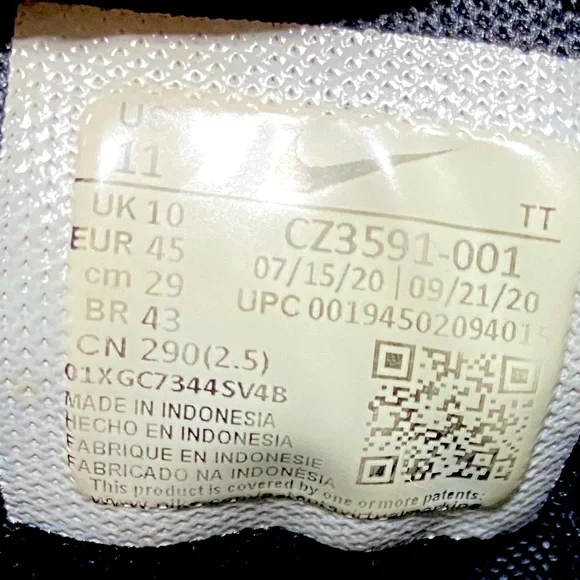 US
11
TT
UK 10
EUR 45
cm 29
BR 43
CN 290(2.5)
CZ3591-001
07/15/20 | 09/21/20
UPC 00194502094015
01XGC7344SV4B
MADE IN INDONESIA
HECHO EN INDONESIA
FABRIQUE EN INDONESIE
FABRICADO NA INDONESIA
This product is covered by one or more patents: